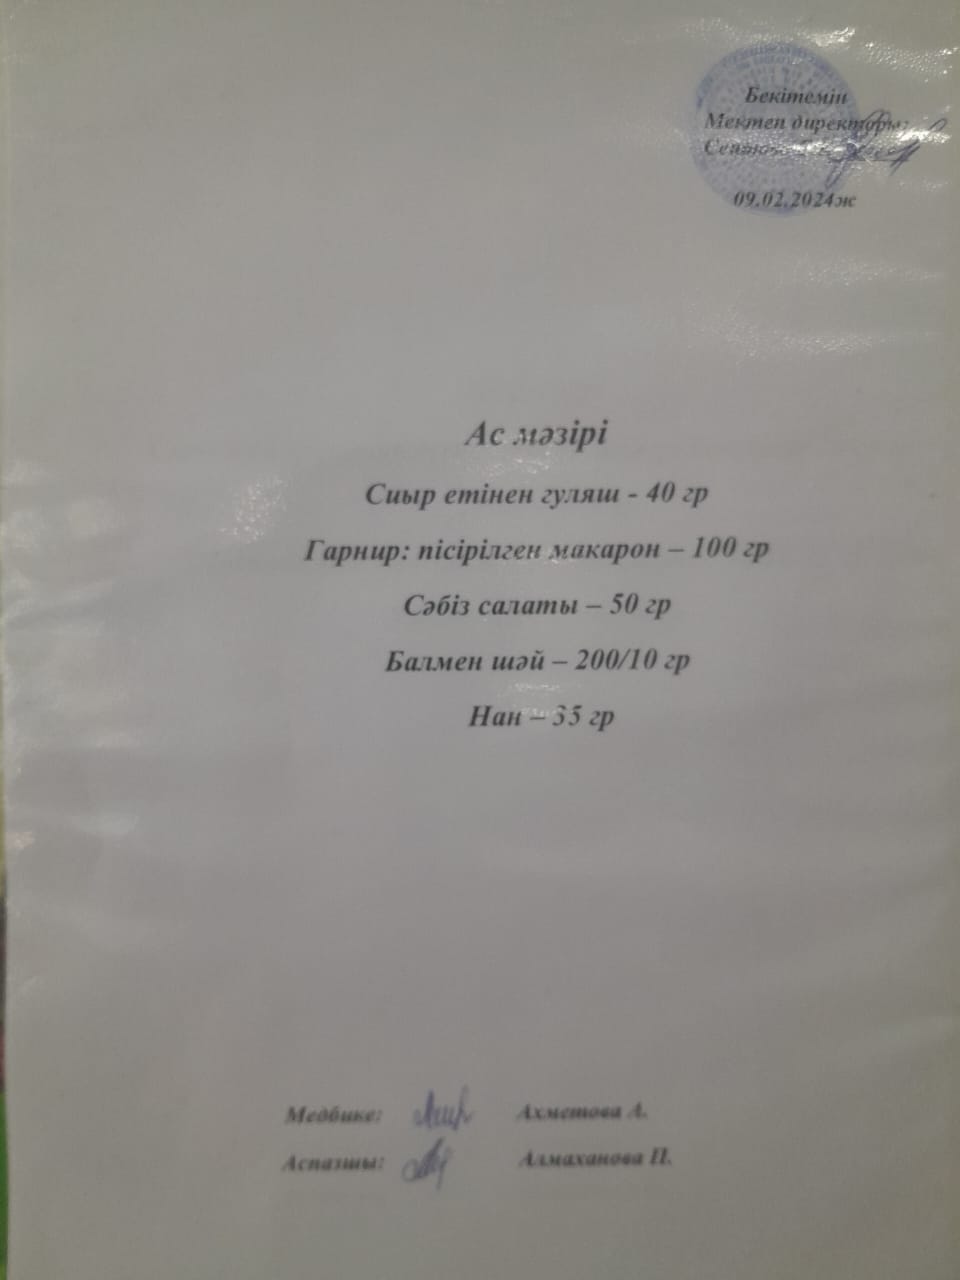 Бекітемін
Мектеп директоры:
09.02.2024ж
Ас мәзірі
Сиыр етінен гуляш - 40 гр
Гарнир: пісірілген макарон – 100 гр
Сәбіз салаты – 50 гр
Балмен шәй – 200/10 гр
Нан – 35 гр
Медбике: Ахметова А.
Аспазшы: Алмаханова П.